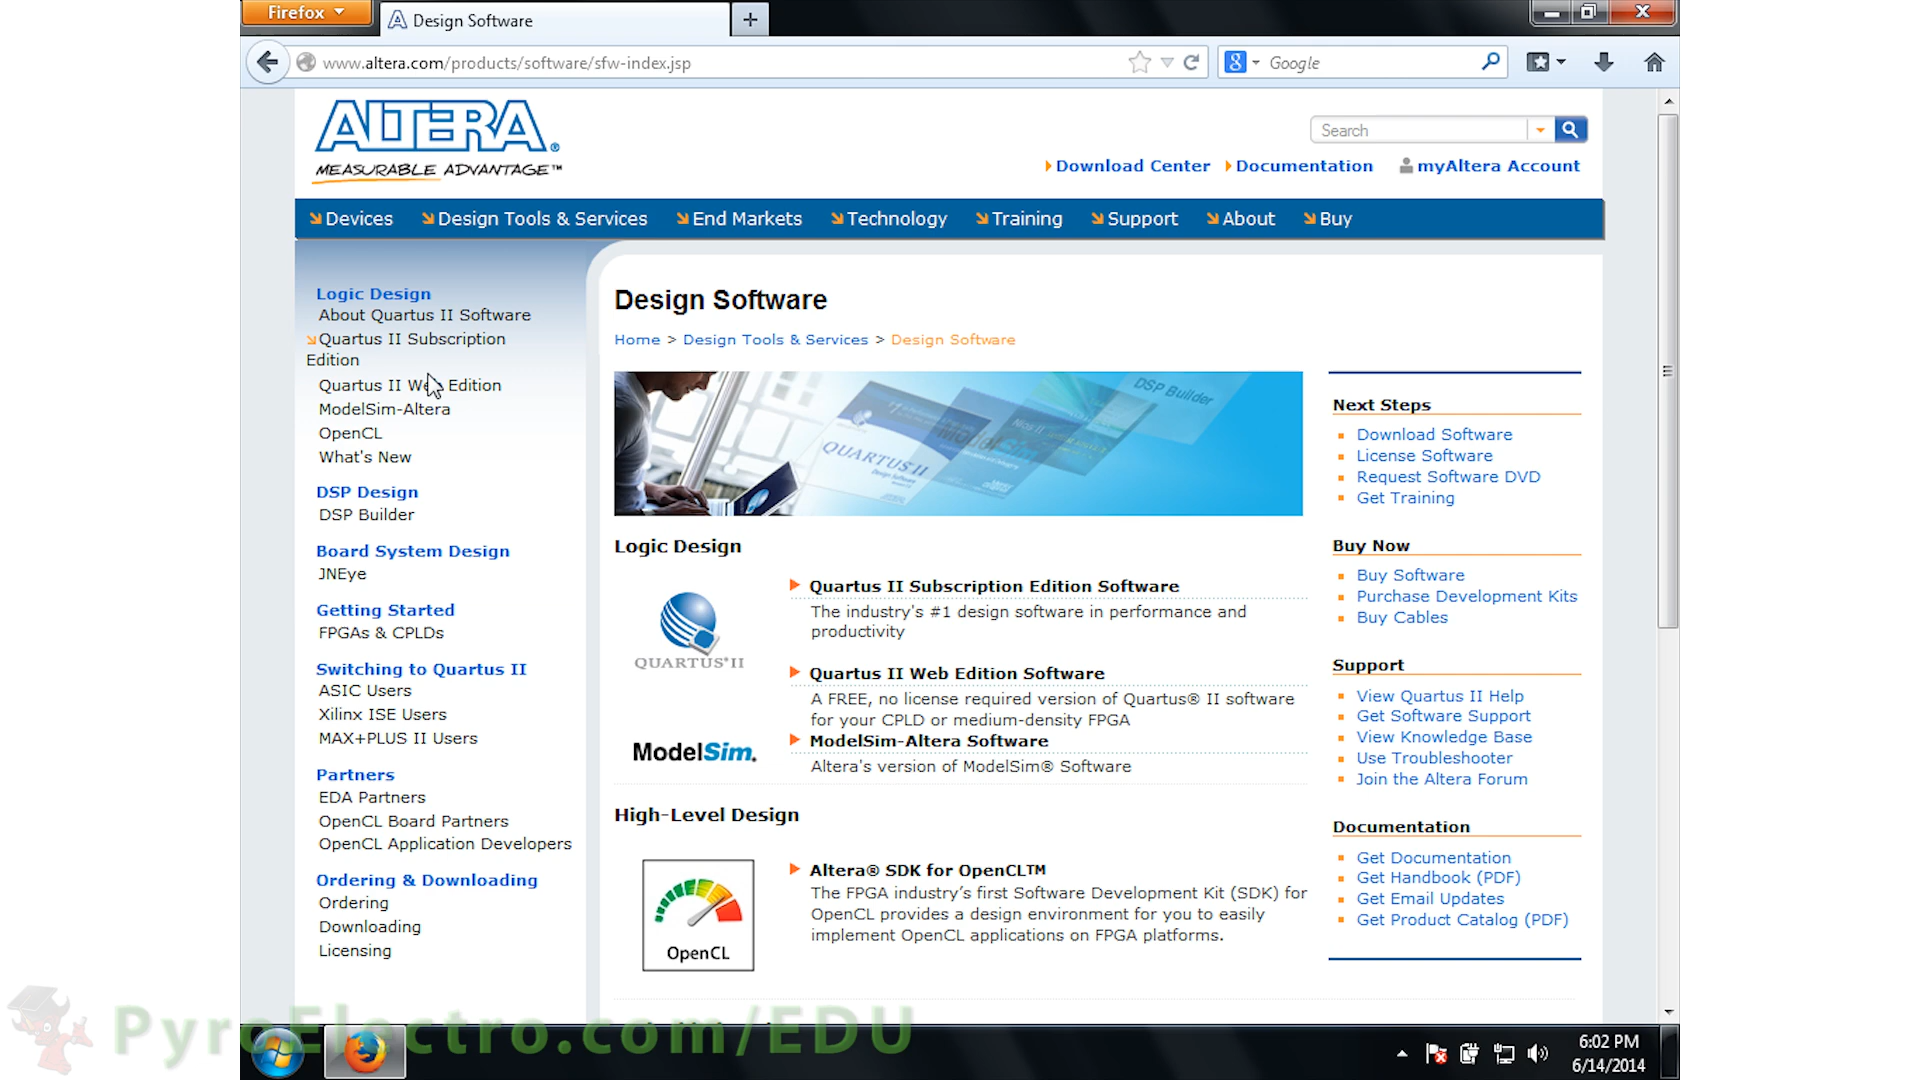 Firefox
Design Software
www.altera.com/products/software/sfw-index.jsp
Google
ALTERA®
MEASURABLE ADVANTAGE™
Search
Download Center
Documentation
myAltera Account
Devices
Design Tools & Services
End Markets
Technology
Training
Support
About
Buy
Logic Design
About Quartus II Software
Quartus II Subscription
Edition
Quartus II Web Edition
ModelSim-Altera
OpenCL
What's New
DSP Design
DSP Builder
Board System Design
JNEye
Getting Started
FPGAs & CPLDs
Switching to Quartus II
ASIC Users
Xilinx ISE Users
MAX+PLUS II Users
Partners
EDA Partners
OpenCL Board Partners
OpenCL Application Developers
Ordering & Downloading
Ordering
Downloading
Licensing
Design Software
Home > Design Tools & Services > Design Software
QUARTUS II
DSP Builder
Logic Design
QUARTUS®II
Quartus II Subscription Edition Software
The industry's #1 design software in performance and
productivity
Quartus II Web Edition Software
A FREE, no license required version of Quartus® II software
for your CPLD or medium-density FPGA
ModelSim.
ModelSim-Altera Software
Altera's version of ModelSim® Software
High-Level Design
OpenCL
Altera® SDK for OpenCL™
The FPGA industry’s first Software Development Kit (SDK) for
OpenCL provides a design environment for you to easily
implement OpenCL applications on FPGA platforms.
Next Steps
Download Software
License Software
Request Software DVD
Get Training
Buy Now
Buy Software
Purchase Development Kits
Buy Cables
Support
View Quartus II Help
Get Software Support
View Knowledge Base
Use Troubleshooter
Join the Altera Forum
Documentation
Get Documentation
Get Handbook (PDF)
Get Email Updates
Get Product Catalog (PDF)
PyroElectro.com/EDU
6:02 PM
6/14/2014